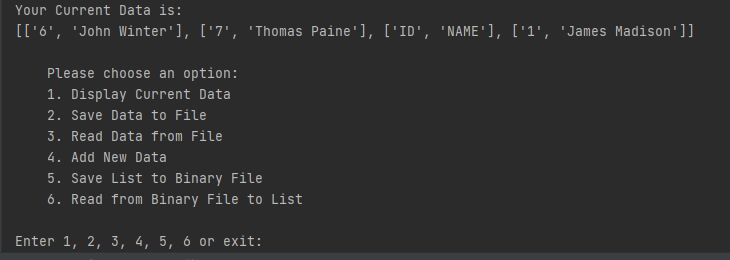 Your Current Data is:
[['6', 'John Winter'], ['7', 'Thomas Paine'], ['ID', 'NAME'], ['1', 'James Madison']]
Please choose an option:
1. Display Current Data
2. Save Data to File
3. Read Data from File
4. Add New Data
5. Save List to Binary File
6. Read from Binary File to List
Enter 1, 2, 3, 4, 5, 6 or exit: